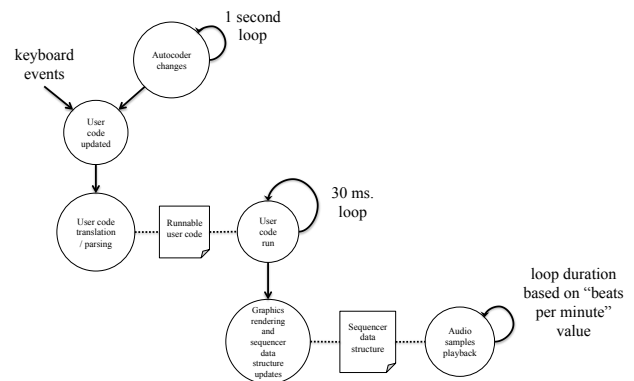 1 second
loop
keyboard
events
Autocoder
changes
User
code
updated
User code
translation
/ parsing
Runnable
user code
User
code
run
30 ms.
loop
Graphics
rendering
and
sequencer
data
structure
updates
Sequencer
data
structure
Audio
samples
playback
loop duration
based on “beats
per minute”
value